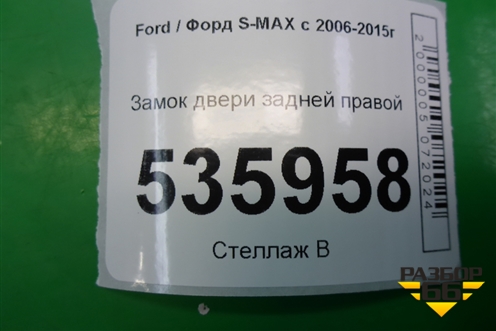 Ford / Форд S-MAX с 2006-2015г
Замок двери задней правой
535958
Стеллаж В
2000005072024
РАЗБОР
66